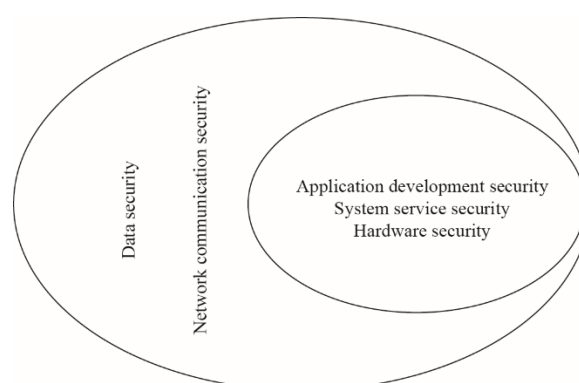 Data security
Network communication security
Application development security
System service security
Hardware security